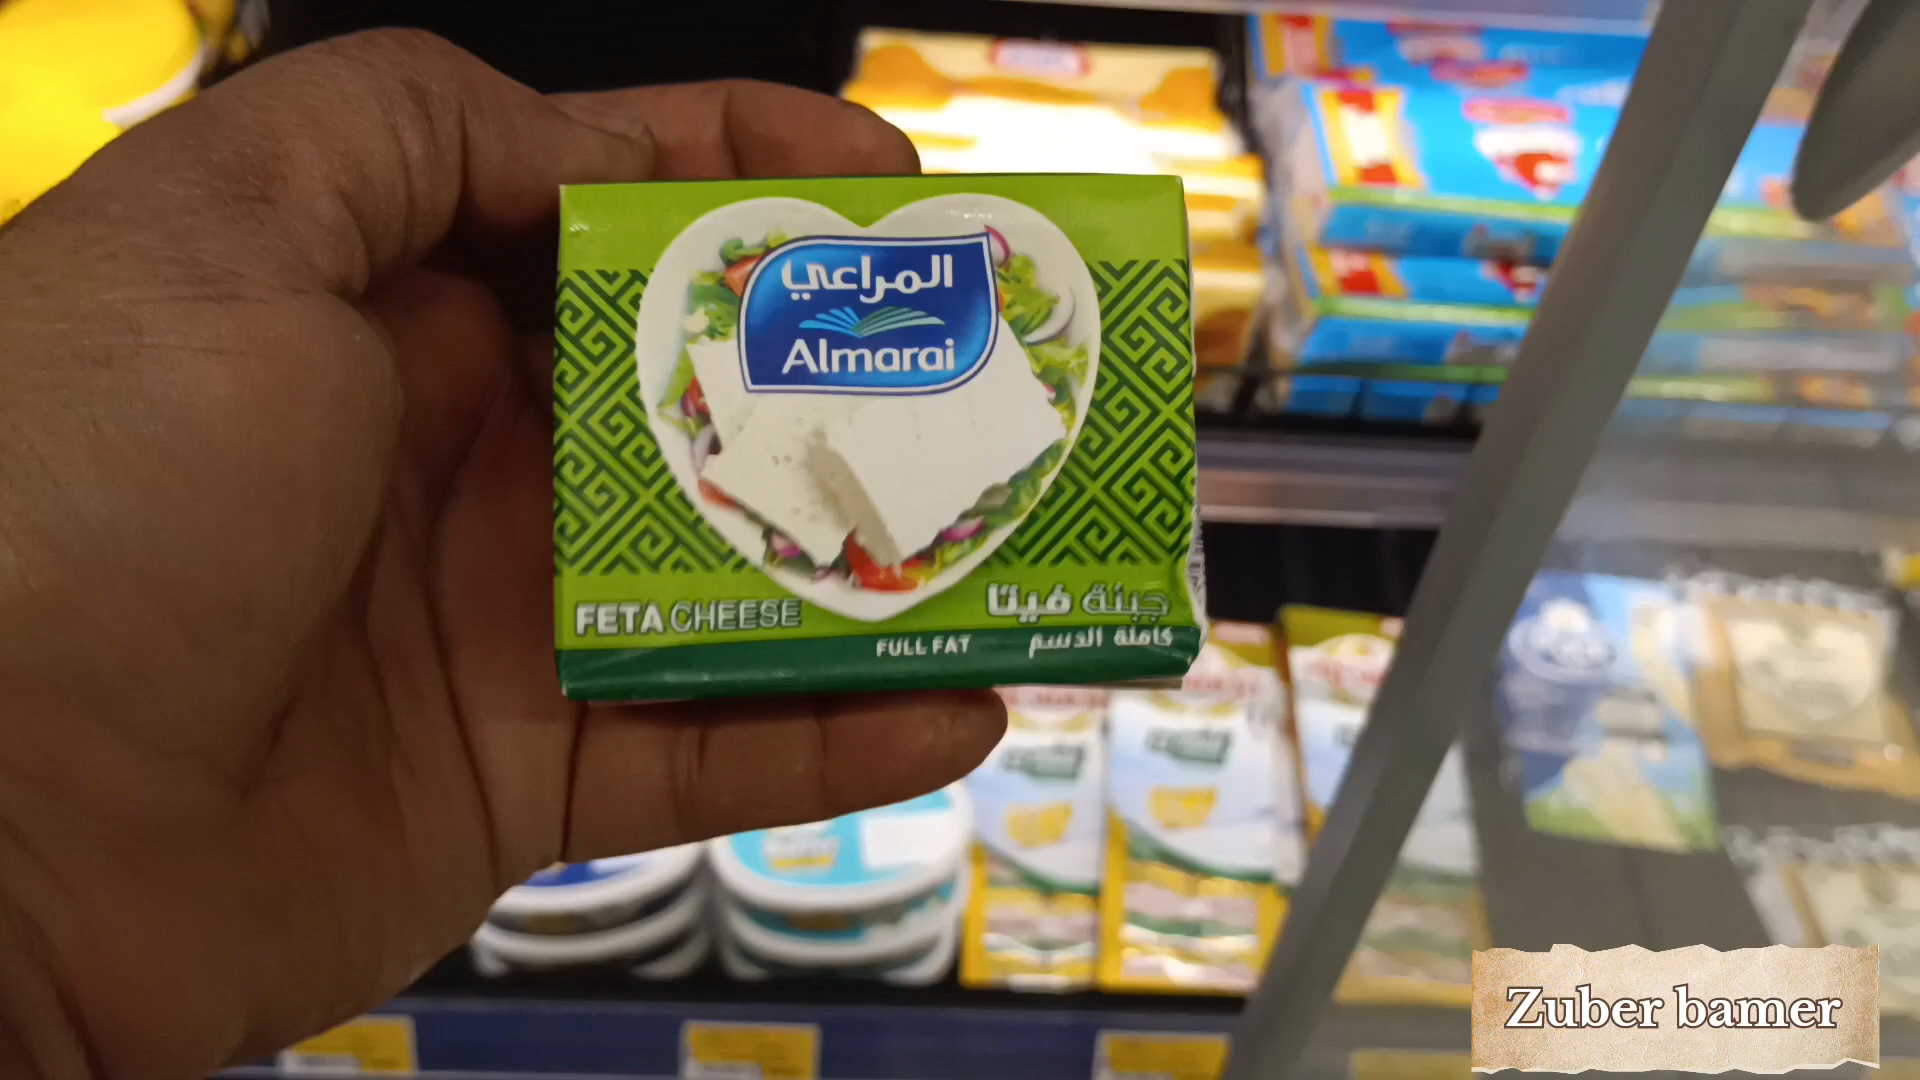 المراعي
Almarai
FETA CHEESE
جبنة فيتا
FULL FAT
كاملة الدسم
Zuber bamer